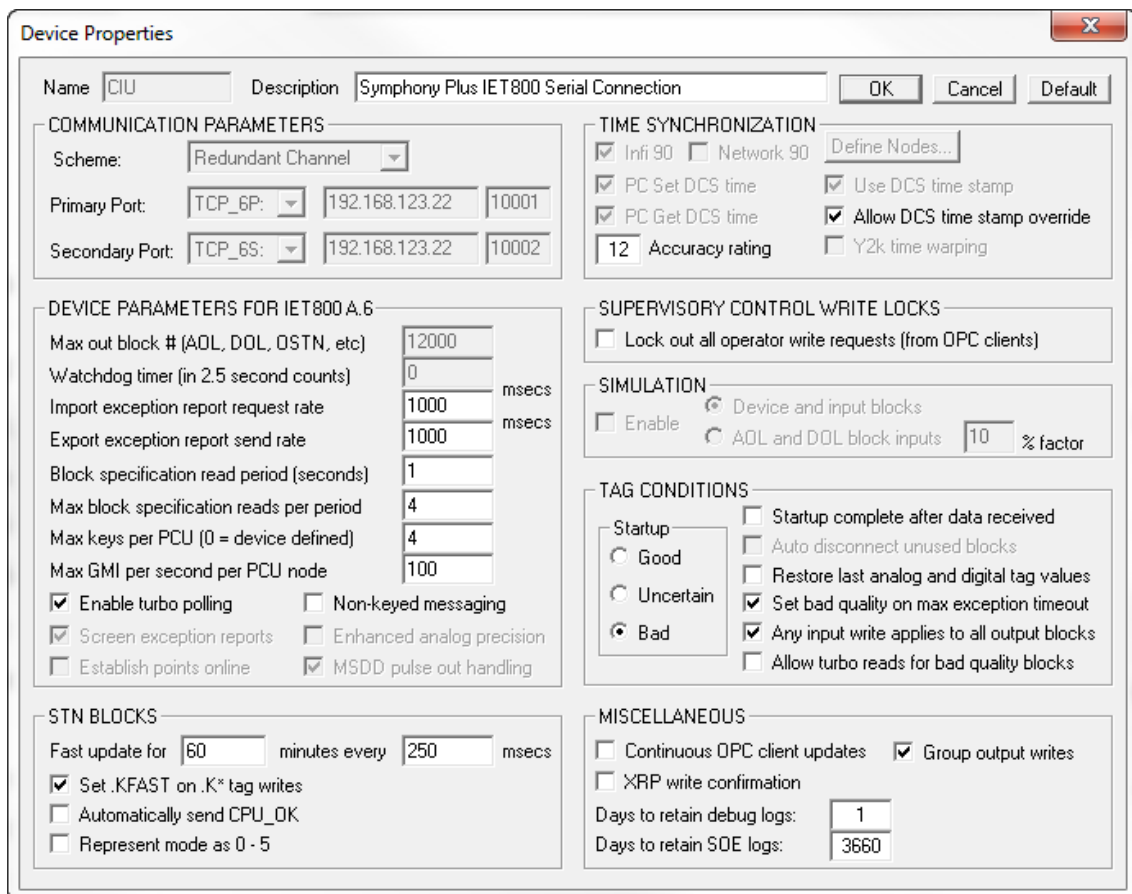 Device Properties
Name CIU Description Symphony Plus IET800 Serial Connection OK Cancel Default
COMMUNICATION PARAMETERS
Scheme: Redundant Channel
Primary Port: TCP_6P: 192.168.123.22 10001
Secondary Port: TCP_6S: 192.168.123.22 10002
TIME SYNCHRONIZATION
Infi 90 Network 90 Define Nodes...
PC Set DCS time Use DCS time stamp
PC Get DCS time Allow DCS time stamp override
12 Accuracy rating Y2k time warping
DEVICE PARAMETERS FOR IET800 A.6
Max out block # (AOL, DOL, OSTN, etc) 12000
Watchdog timer (in 2.5 second counts) 0
Import exception report request rate 1000 msecs
Export exception report send rate 1000 msecs
Block specification read period (seconds) 1
Max block specification reads per period 4
Max keys per PCU (0 = device defined) 4
Max GMI per second per PCU node 100
Enable turbo polling Non-keyed messaging
Screen exception reports Enhanced analog precision
Establish points online MSDD pulse out handling
SUPERVISORY CONTROL WRITE LOCKS
Lock out all operator write requests (from OPC clients)
SIMULATION
Enable Device and input blocks
AOL and DOL block inputs 10 % factor
TAG CONDITIONS
Startup
Good
Uncertain
Bad
Startup complete after data received
Auto disconnect unused blocks
Restore last analog and digital tag values
Set bad quality on max exception timeout
Any input write applies to all output blocks
Allow turbo reads for bad quality blocks
STN BLOCKS
Fast update for 60 minutes every 250 msecs
Set .KFAST on .K* tag writes
Automatically send CPU_OK
Represent mode as 0 - 5
MISCELLANEOUS
Continuous OPC client updates Group output writes
XRP write confirmation
Days to retain debug logs: 1
Days to retain SOE logs: 3660